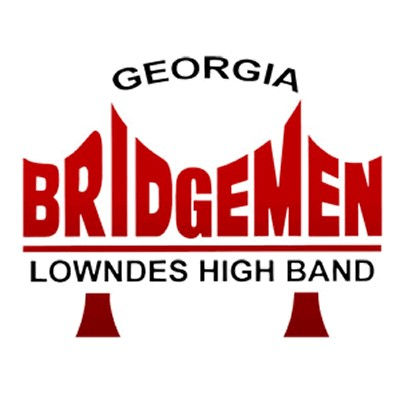 GEORGIA
BRIDGEMEN
LOWNDES HIGH BAND